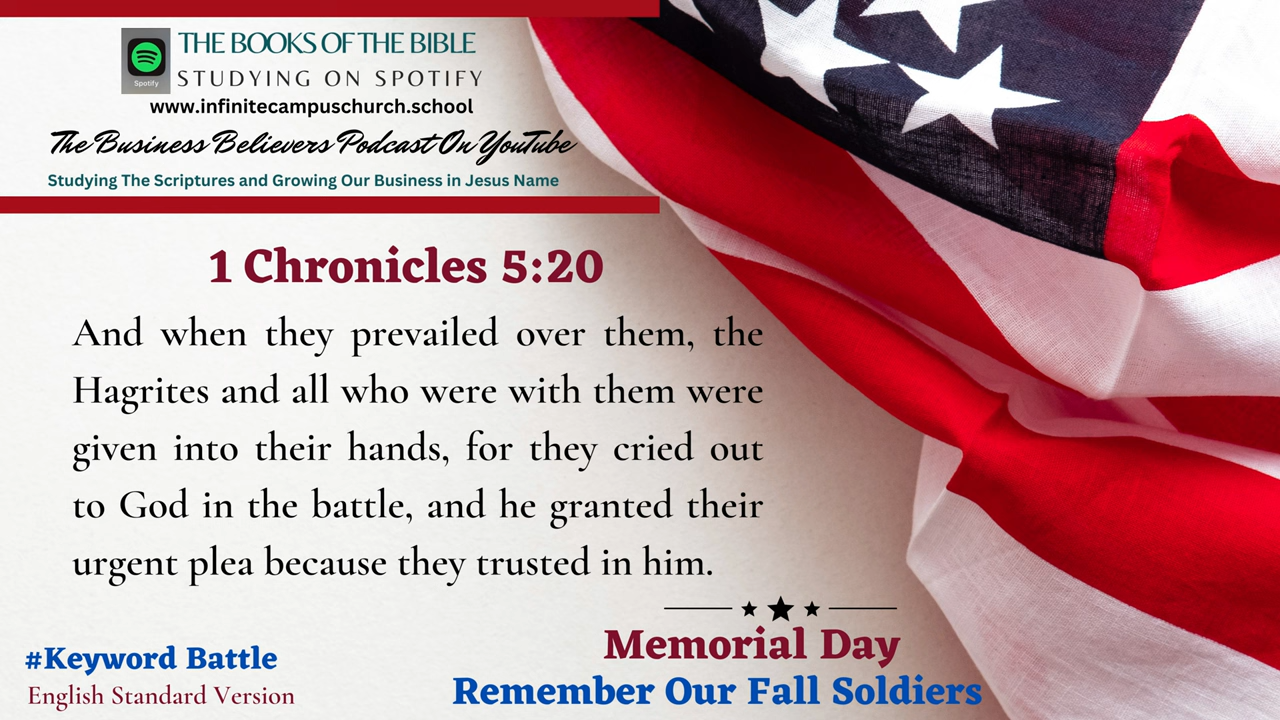 THE BOOKS OF THE BIBLE
Spotify
STUDYING ON SPOTIFY
www.infinitecampuschurch.school
The Business Believers Podcast On YouTube
Studying The Scriptures and Growing Our Business in Jesus Name
1 Chronicles 5:20
And when they prevailed over them, the
Hagrites and all who were with them were
given into their hands, for they cried out
to God in the battle, and he granted their
urgent plea because they trusted in him.
Memorial Day
#Keyword Battle
Remember Our Fall Soldiers
English Standard Version